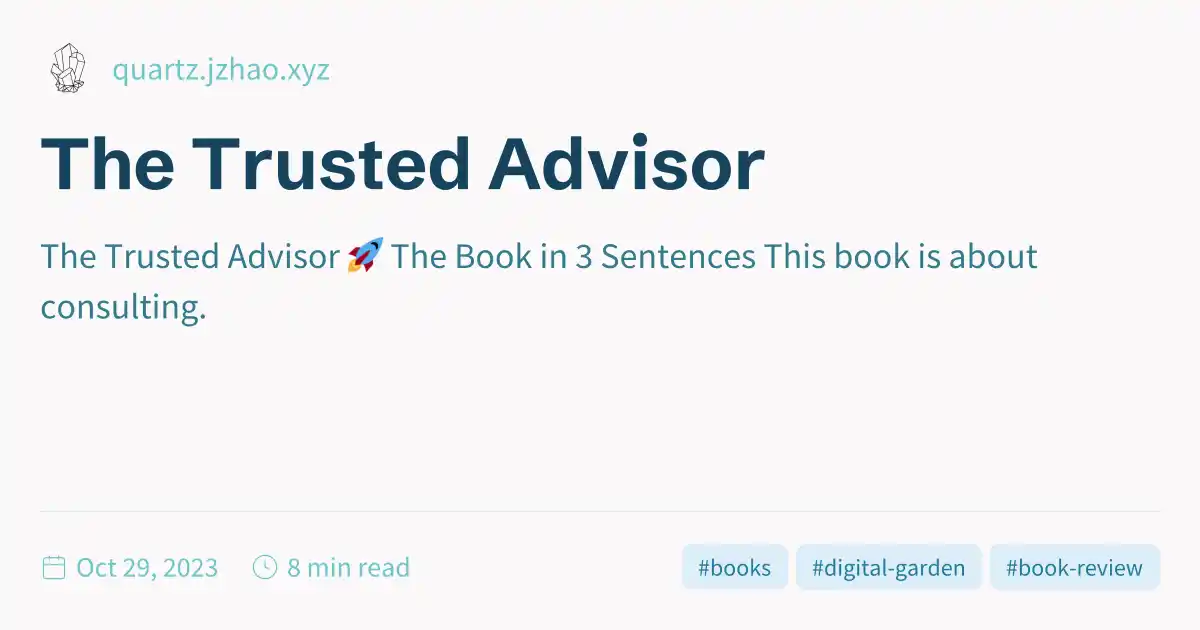 quartz.jzhao.xyz
The Trusted Advisor
The Trusted Advisor 🚀 The Book in 3 Sentences This book is about
consulting.
Oct 29, 2023 8 min read #books #digital-garden #book-review